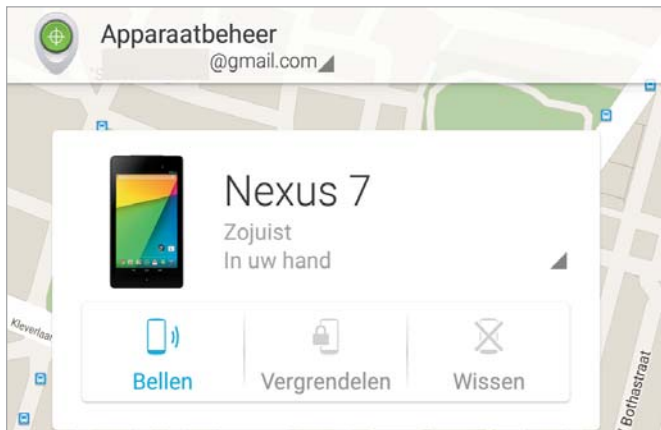 Apparaatbeheer
@gmail.com
Nexus 7
Zojuist
In uw hand
Kleverlaan
Bellen
Vergrendelen
Wissen
Bothastraat